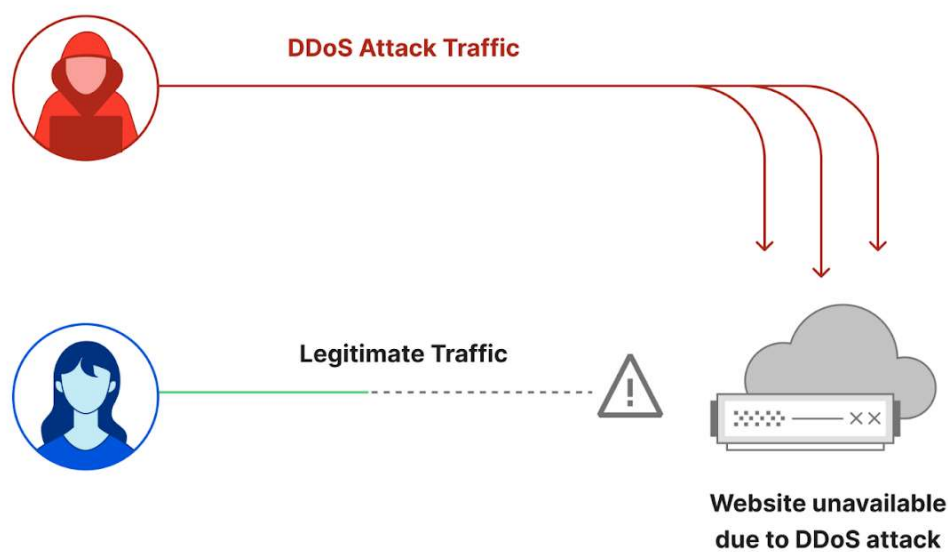 DDoS Attack Traffic
Legitimate Traffic
Website unavailable
due to DDoS attack